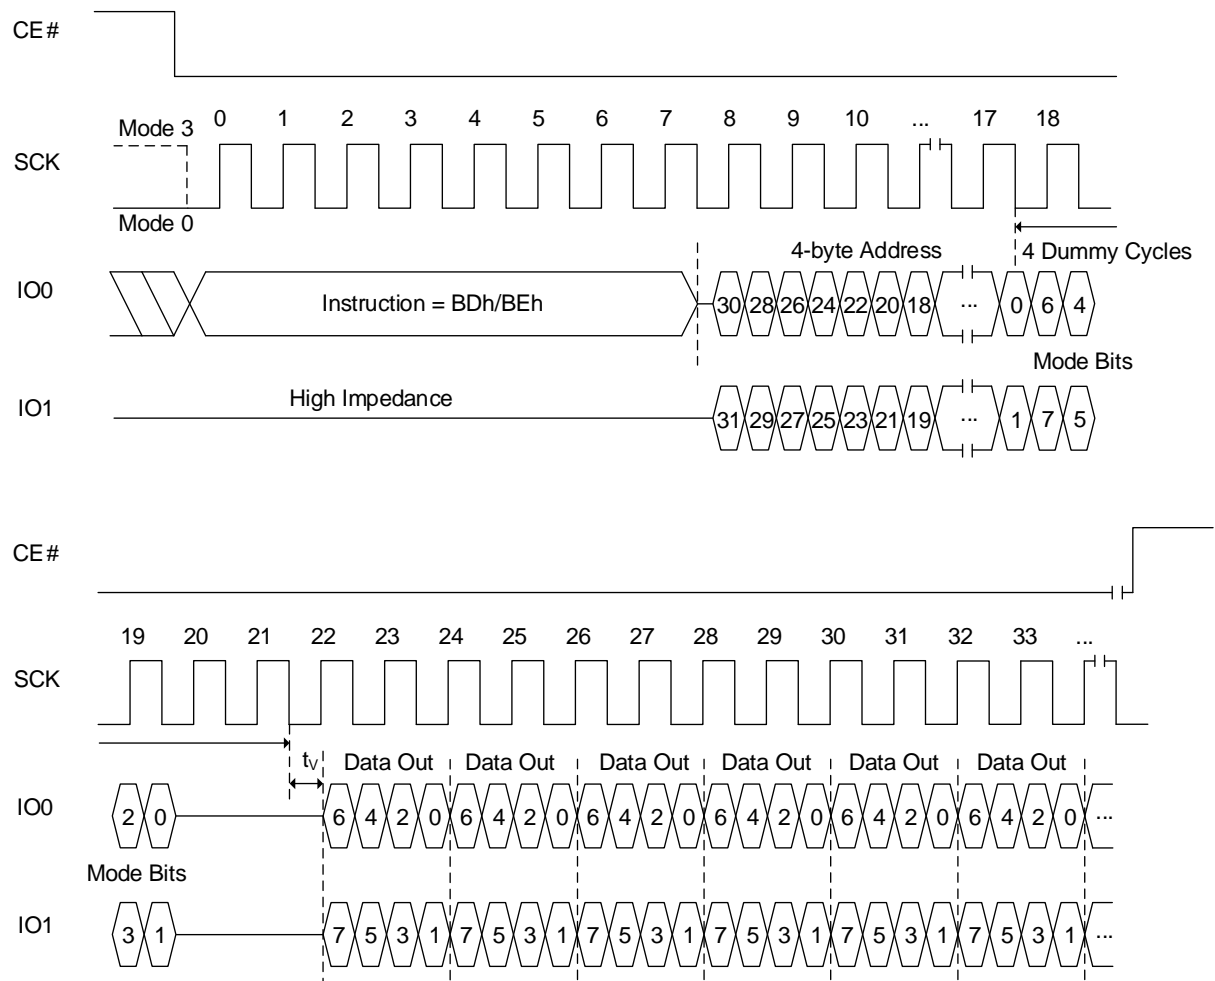 CE#
Mode 3 0 1 2 3 4 5 6 7 8 9 10 ... 17 18
SCK
Mode 0
4-byte Address 4 Dummy Cycles
IO0 Instruction = BDh/BEh 30 28 26 24 22 20 18 ... 0 6 4
Mode Bits
IO1 High Impedance 31 29 27 25 23 21 19 ... 1 7 5
CE#
19 20 21 22 23 24 25 26 27 28 29 30 31 32 33 ...
SCK
tV Data Out Data Out Data Out Data Out Data Out Data Out
IO0 2 0 6 4 2 0 6 4 2 0 6 4 2 0 6 4 2 0 6 4 2 0 6 4 2 0 ...
Mode Bits
IO1 3 1 7 5 3 1 7 5 3 1 7 5 3 1 7 5 3 1 7 5 3 1 7 5 3 1 ...